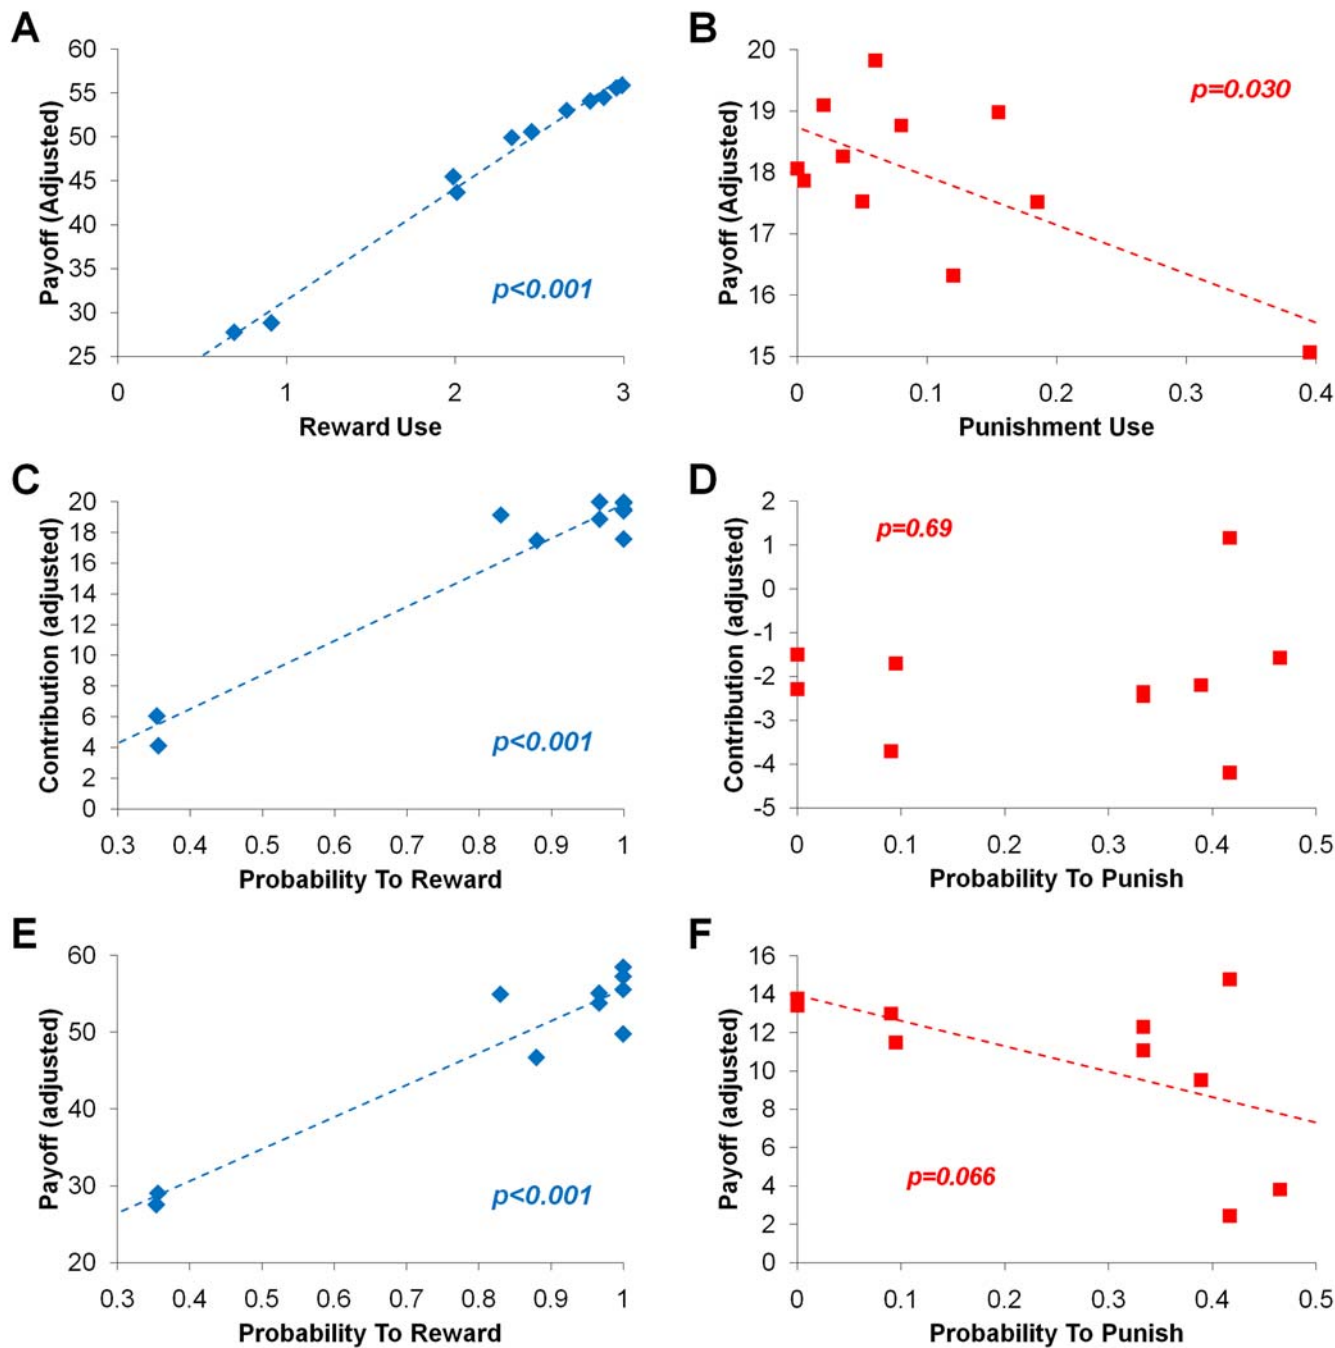 A
60
55
50
45
40
35
30
25
Payoff (Adjusted)
p<0.001
0 1 2 3
Reward Use
B
20
19
18
17
16
15
Payoff (Adjusted)
p=0.030
0 0.1 0.2 0.3 0.4
Punishment Use
C
20
18
16
14
12
10
8
6
4
2
0
Contribution (adjusted)
p<0.001
0.3 0.4 0.5 0.6 0.7 0.8 0.9 1
Probability To Reward
D
2
1
0
-1
-2
-3
-4
-5
Contribution (adjusted)
p=0.69
0 0.1 0.2 0.3 0.4 0.5
Probability To Punish
E
60
50
40
30
20
Payoff (adjusted)
p<0.001
0.3 0.4 0.5 0.6 0.7 0.8 0.9 1
Probability To Reward
F
16
14
12
10
8
6
4
2
0
Payoff (adjusted)
p=0.066
0 0.1 0.2 0.3 0.4 0.5
Probability To Punish